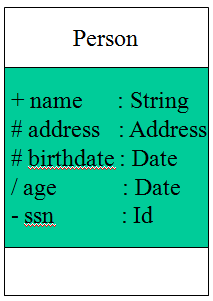 Person
+ name : String
# address : Address
# birthdate : Date
/ age : Date
- ssn : Id